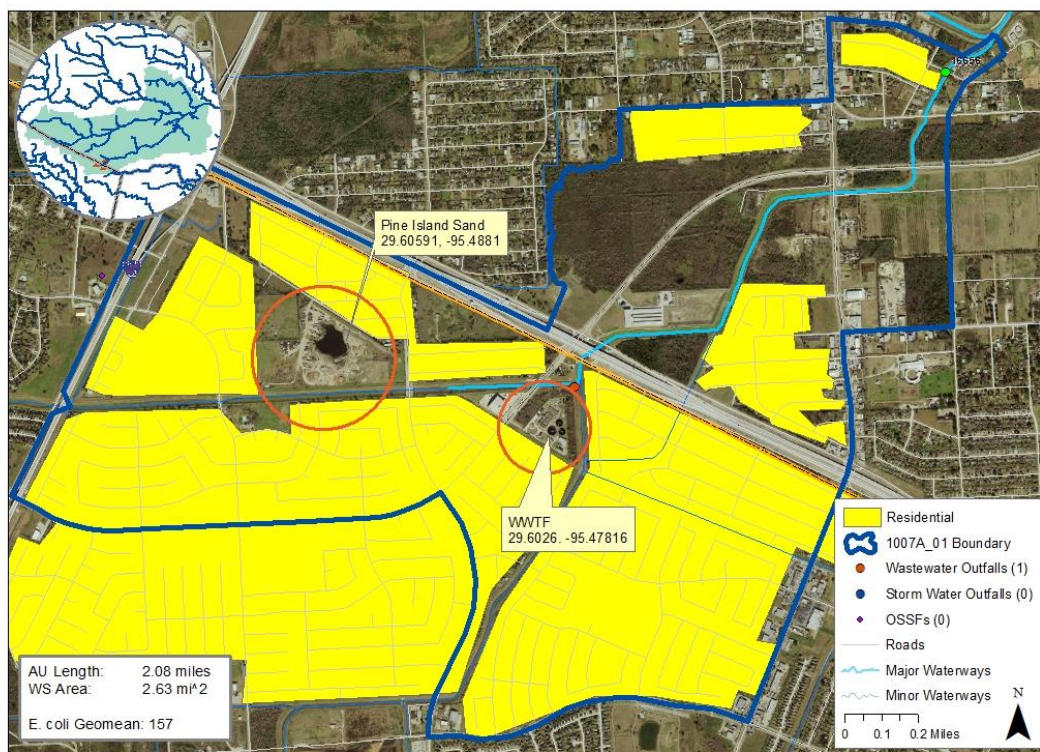 16656
Pine Island Sand
29.60591, -95.4881
WWTF
29.6026. -95.47816
AU Length: 2.08 miles
WS Area: 2.63 mi^2
E. coli Geomean: 157
Residential
1007A_01 Boundary
Wastewater Outfalls (1)
Storm Water Outfalls (0)
OSSFs (0)
Roads
Major Waterways
Minor Waterways
N
0 0.1 0.2 Miles